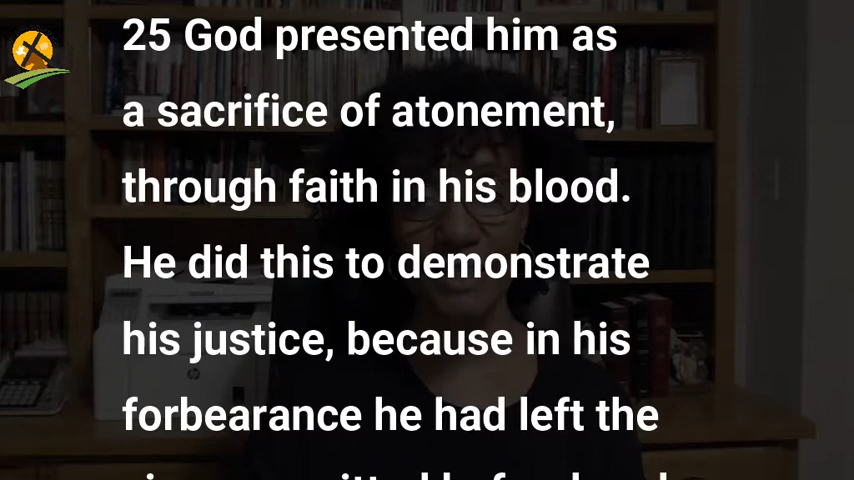 25 God presented him as
a sacrifice of atonement,
through faith in his blood.
He did this to demonstrate
his justice, because in his
forbearance he had left the